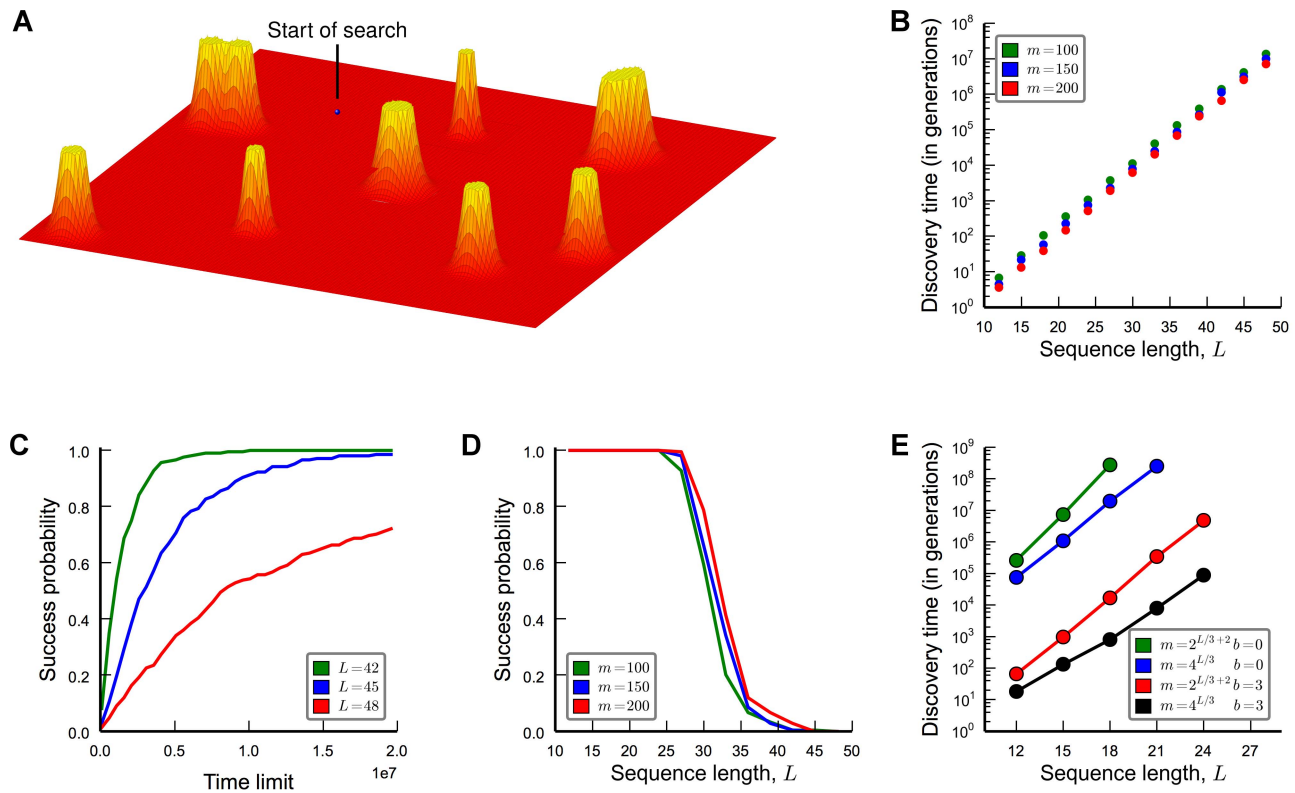 A
Start of search
B
10^8
10^7
10^6
10^5
10^4
10^3
10^2
10^1
10^0
Discovery time (in generations)
m=100
m=150
m=200
10 15 20 25 30 35 40 45 50
Sequence length, L
C
1.0
0.8
0.6
0.4
0.2
0.0
Success probability
L=42
L=45
L=48
0.0 0.5 1.0 1.5 2.0
1e7
Time limit
D
1.0
0.8
0.6
0.4
0.2
0.0
Success probability
m=100
m=150
m=200
10 15 20 25 30 35 40 45 50
Sequence length, L
E
10^9
10^8
10^7
10^6
10^5
10^4
10^3
10^2
10^1
10^0
Discovery time (in generations)
m=2^{L/3+2} b=0
m=4^{L/3} b=0
m=2^{L/3+2} b=3
m=4^{L/3} b=3
12 15 18 21 24 27
Sequence length, L